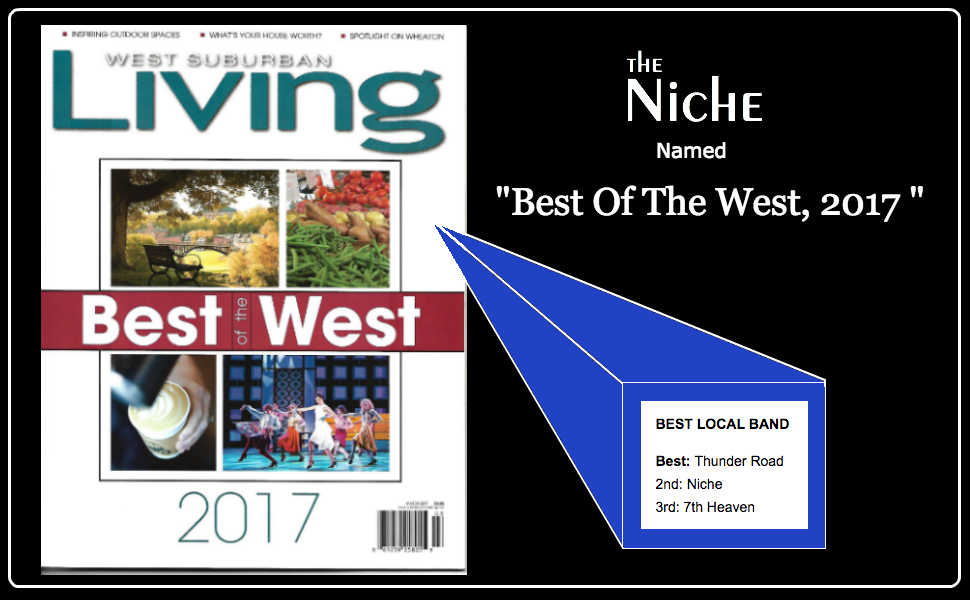 INSPIRING OUTDOOR SPACES WHAT'S YOUR HOUSE WORTH? SPOTLIGHT ON WHEATON
WEST SUBURBAN
Living
Best of the West
2017
THE
Niche
Named
"Best Of The West, 2017 "
BEST LOCAL BAND
Best: Thunder Road
2nd: Niche
3rd: 7th Heaven